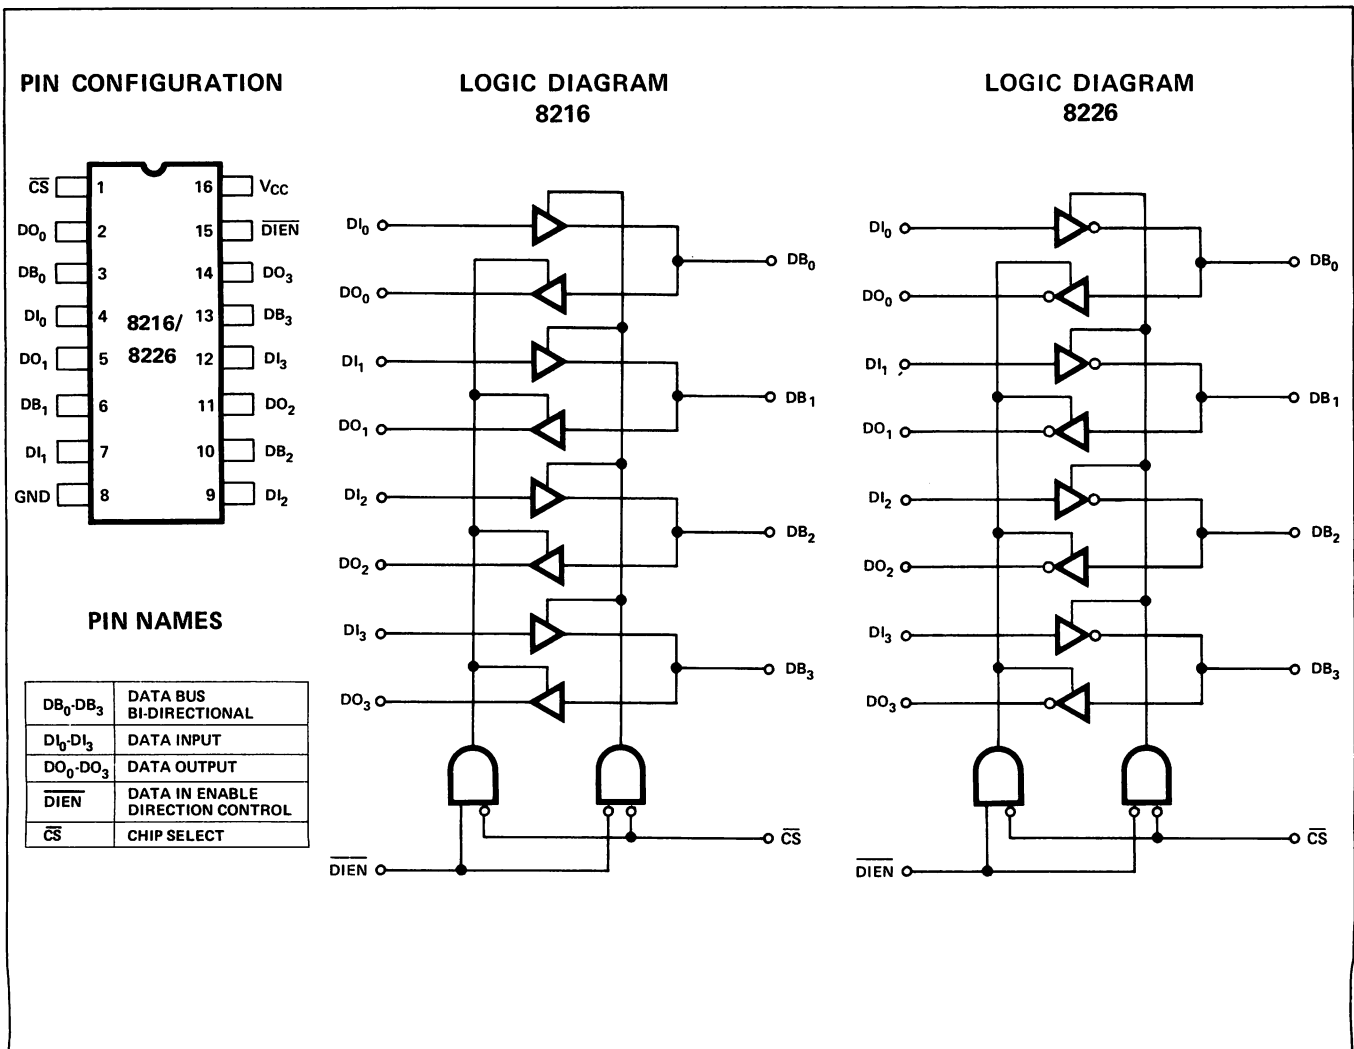 PIN CONFIGURATION
CS 1 16 VCC
DO0 2 15 DIEN
DB0 3 14 DO3
DI0 4 13 DB3
DO1 5 12 DI3
DB1 6 11 DO2
DI1 7 10 DB2
GND 8 9 DI2
8216/
8226
PIN NAMES
DB0-DB3 DATA BUS
BI-DIRECTIONAL
DI0-DI3 DATA INPUT
DO0-DO3 DATA OUTPUT
DIEN DATA IN ENABLE
DIRECTION CONTROL
CS CHIP SELECT
LOGIC DIAGRAM
8216
DI0
DB0
DO0
DI1
DB1
DO1
DI2
DB2
DO2
DI3
DB3
DO3
CS
DIEN
LOGIC DIAGRAM
8226
DI0
DB0
DO0
DI1
DB1
DO1
DI2
DB2
DO2
DI3
DB3
DO3
CS
DIEN